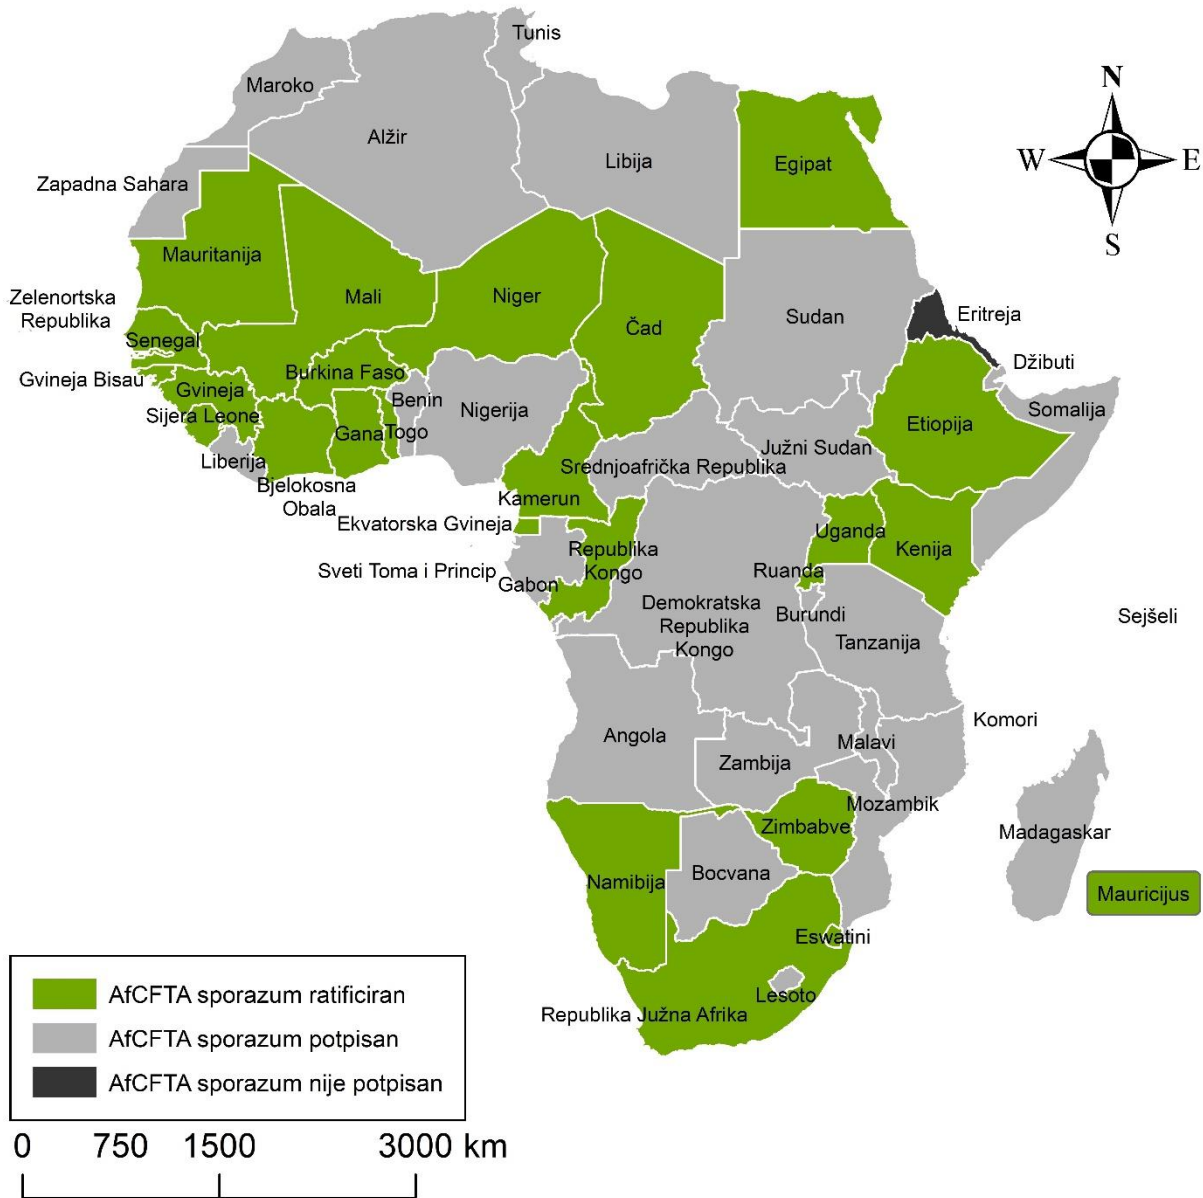 Tunis
Maroko
Alžir
Libija
Egipat
N
W
E
S
Zapadna Sahara
Mauritanija
Mali
Niger
Čad
Sudan
Eritreja
Džibuti
Zelenortska
Republika
Senegal
Gvineja Bisau
Gvineja
Burkina Faso
Benin
Nigerija
Sijera Leone
Gana
Togo
Liberija
Bjelokosna
Obala
Kamerun
Srednjoafrička Republika
Južni Sudan
Etiopija
Somalija
Ekvatorska Gvineja
Sveti Toma i Princip
Gabon
Republika
Kongo
Uganda
Kenija
Ruanda
Burundi
Demokratska
Republika
Kongo
Tanzanija
Sejšeli
Komori
Angola
Zambija
Malavi
Mozambik
Zimbabve
Madagaskar
Mauricijus
Namibija
Bocvana
Eswatini
Lesoto
Republika Južna Afrika
AfCFTA sporazum ratificiran
AfCFTA sporazum potpisan
AfCFTA sporazum nije potpisan
0 750 1500 3000 km